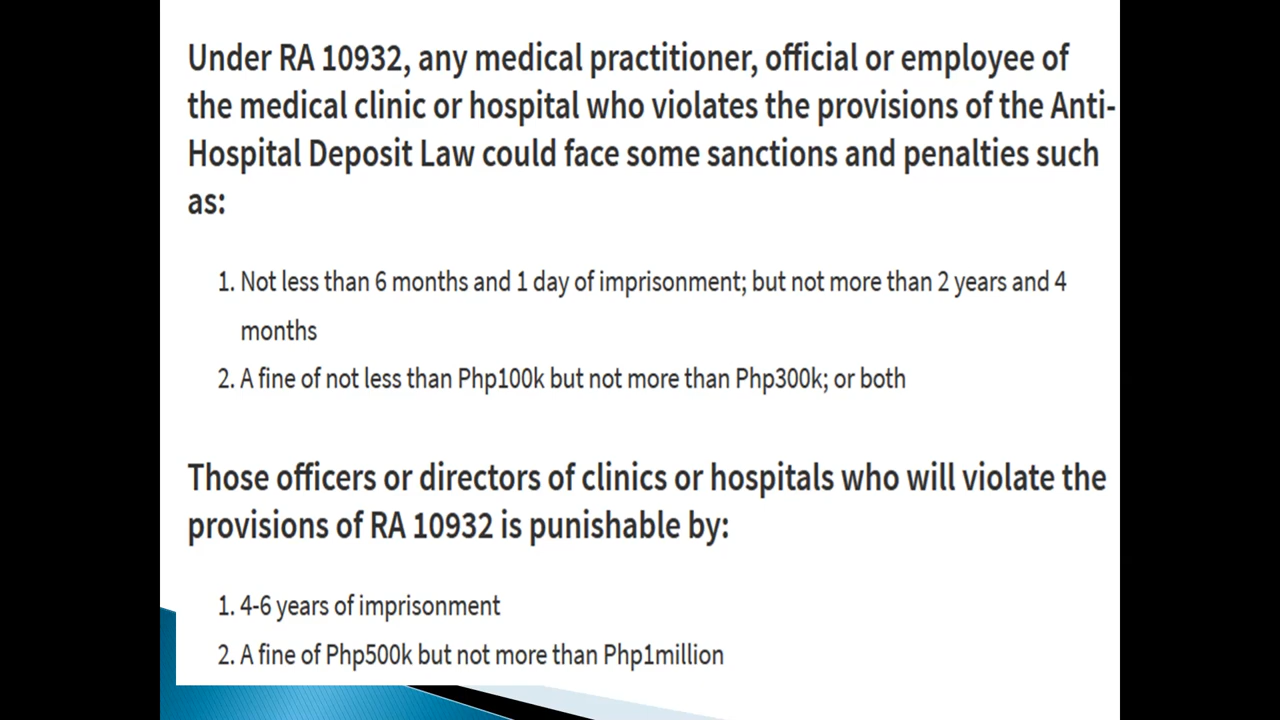 Under RA 10932, any medical practitioner, official or employee of
the medical clinic or hospital who violates the provisions of the Anti-
Hospital Deposit Law could face some sanctions and penalties such
as:
1. Not less than 6 months and 1 day of imprisonment; but not more than 2 years and 4
months
2. A fine of not less than Php100k but not more than Php300k; or both
Those officers or directors of clinics or hospitals who will violate the
provisions of RA 10932 is punishable by:
1. 4-6 years of imprisonment
2. A fine of Php500k but not more than Php1million